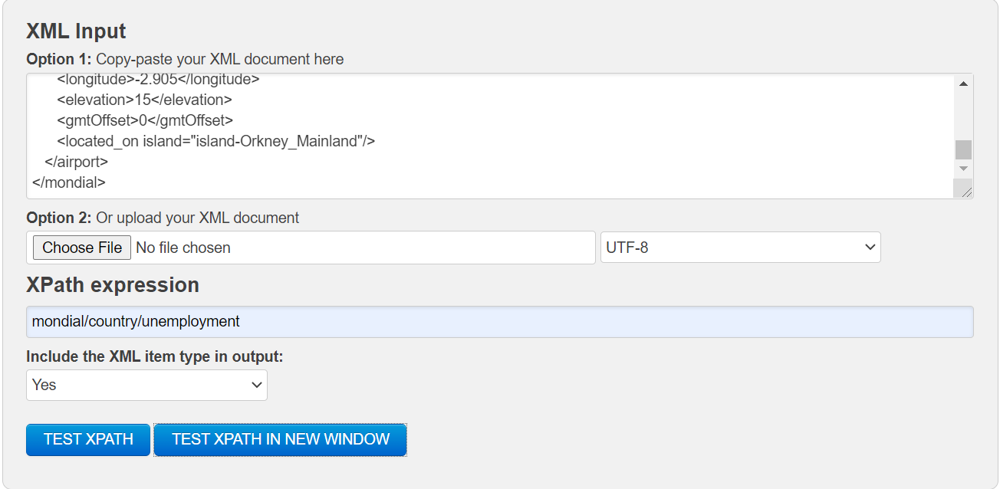 XML Input
Option 1: Copy-paste your XML document here
<longitude>-2.905</longitude>
<elevation>15</elevation>
<gmtOffset>0</gmtOffset>
<located_on island="island-Orkney_Mainland"/>
</airport>
</mondial>
Option 2: Or upload your XML document
Choose File No file chosen UTF-8
XPath expression
mondial/country/unemployment
Include the XML item type in output:
Yes
TEST XPATH TEST XPATH IN NEW WINDOW